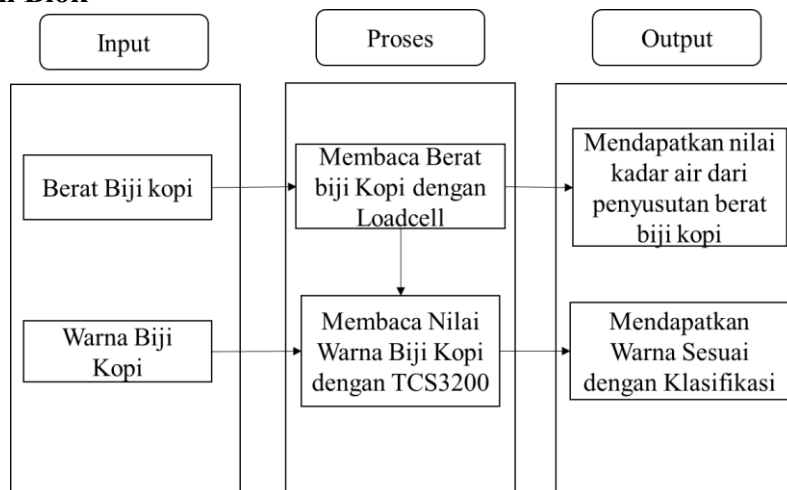 Input
Proses
Output
Berat Biji kopi
Membaca Berat
biji Kopi dengan
Loadcell
Mendapatkan nilai
kadar air dari
penyusutan berat
biji kopi
Warna Biji
Kopi
Membaca Nilai
Warna Biji Kopi
dengan TCS3200
Mendapatkan
Warna Sesuai
dengan Klasifikasi